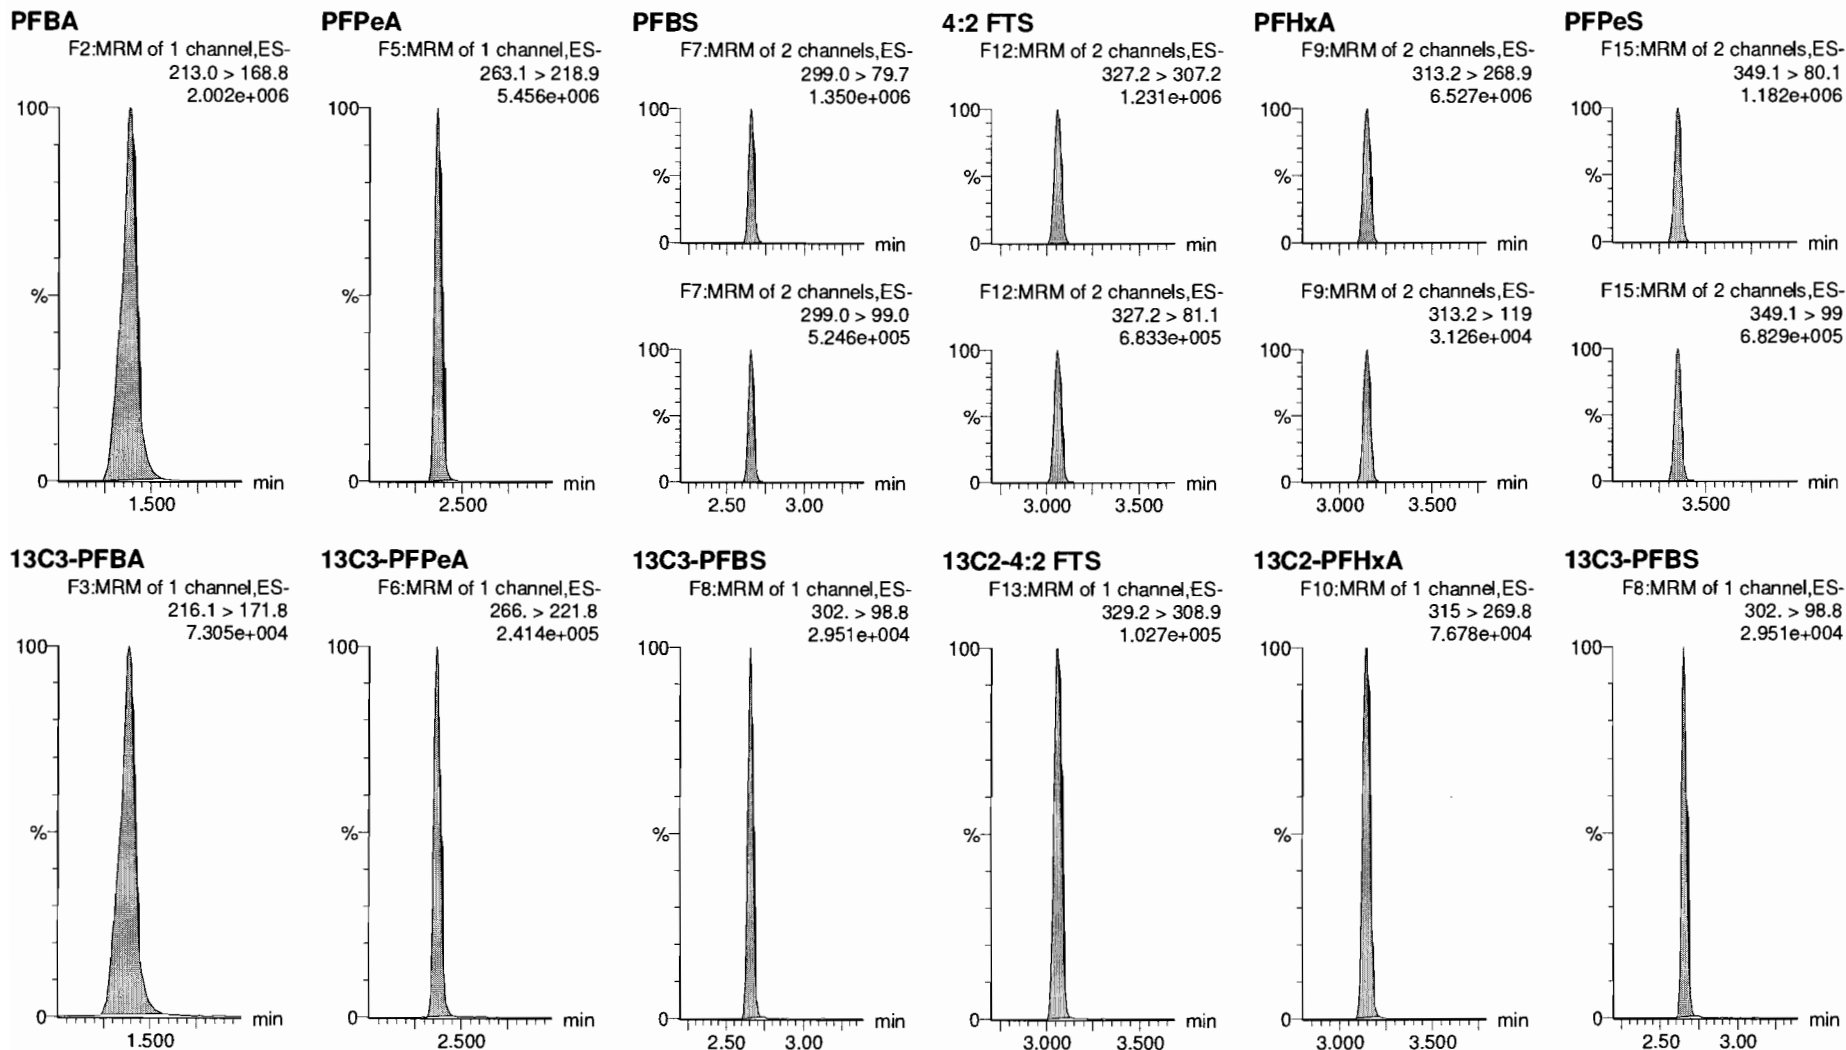 PFBA
F2:MRM of 1 channel,ES-
213.0 > 168.8
2.002e+006
100
%
0
min
1.500
PFPeA
F5:MRM of 1 channel,ES-
263.1 > 218.9
5.456e+006
100
%
0
min
2.500
PFBS
F7:MRM of 2 channels,ES-
299.0 > 79.7
1.350e+006
100
%
0
min
F7:MRM of 2 channels,ES-
299.0 > 99.0
5.246e+005
100
%
0
min
2.50 3.00
4:2 FTS
F12:MRM of 2 channels,ES-
327.2 > 307.2
1.231e+006
100
%
0
min
F12:MRM of 2 channels,ES-
327.2 > 81.1
6.833e+005
100
%
0
min
3.000 3.500
PFHxA
F9:MRM of 2 channels,ES-
313.2 > 268.9
6.527e+006
100
%
0
min
F9:MRM of 2 channels,ES-
313.2 > 119
3.126e+004
100
%
0
min
3.000 3.500
PFPeS
F15:MRM of 2 channels,ES-
349.1 > 80.1
1.182e+006
100
%
0
min
F15:MRM of 2 channels,ES-
349.1 > 99
6.829e+005
100
%
0
min
3.500
13C3-PFBA
F3:MRM of 1 channel,ES-
216.1 > 171.8
7.305e+004
100
%
0
min
1.500
13C3-PFPeA
F6:MRM of 1 channel,ES-
266. > 221.8
2.414e+005
100
%
0
min
2.500
13C3-PFBS
F8:MRM of 1 channel,ES-
302. > 98.8
2.951e+004
100
%
0
min
2.50 3.00
13C2-4:2 FTS
F13:MRM of 1 channel,ES-
329.2 > 308.9
1.027e+005
100
%
0
min
3.000 3.500
13C2-PFHxA
F10:MRM of 1 channel,ES-
315 > 269.8
7.678e+004
100
%
0
min
3.000 3.500
13C3-PFBS
F8:MRM of 1 channel,ES-
302. > 98.8
2.951e+004
100
%
0
min
2.50 3.00